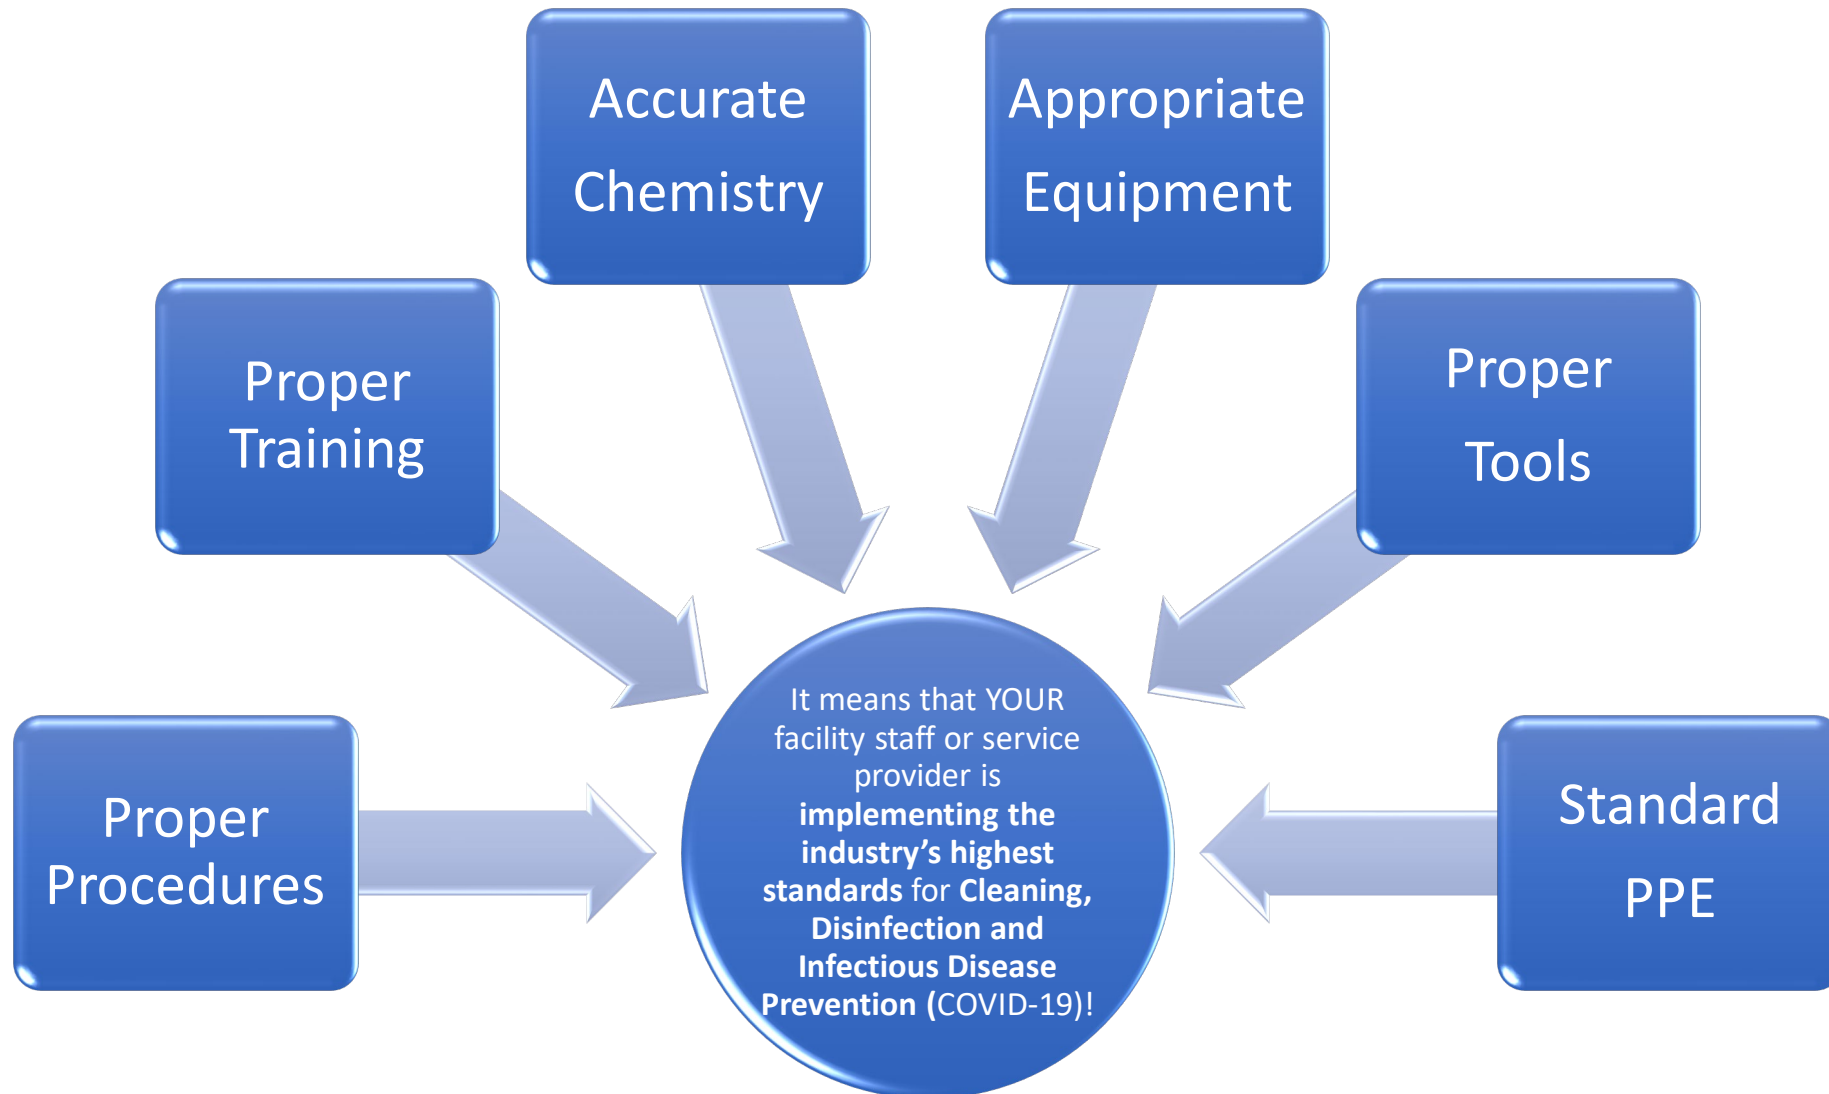 Accurate
Chemistry
Appropriate
Equipment
Proper
Training
Proper
Tools
Proper
Procedures
It means that YOUR
facility staff or service
provider is
implementing the
industry’s highest
standards for Cleaning,
Disinfection and
Infectious Disease
Prevention (COVID-19)!
Standard
PPE